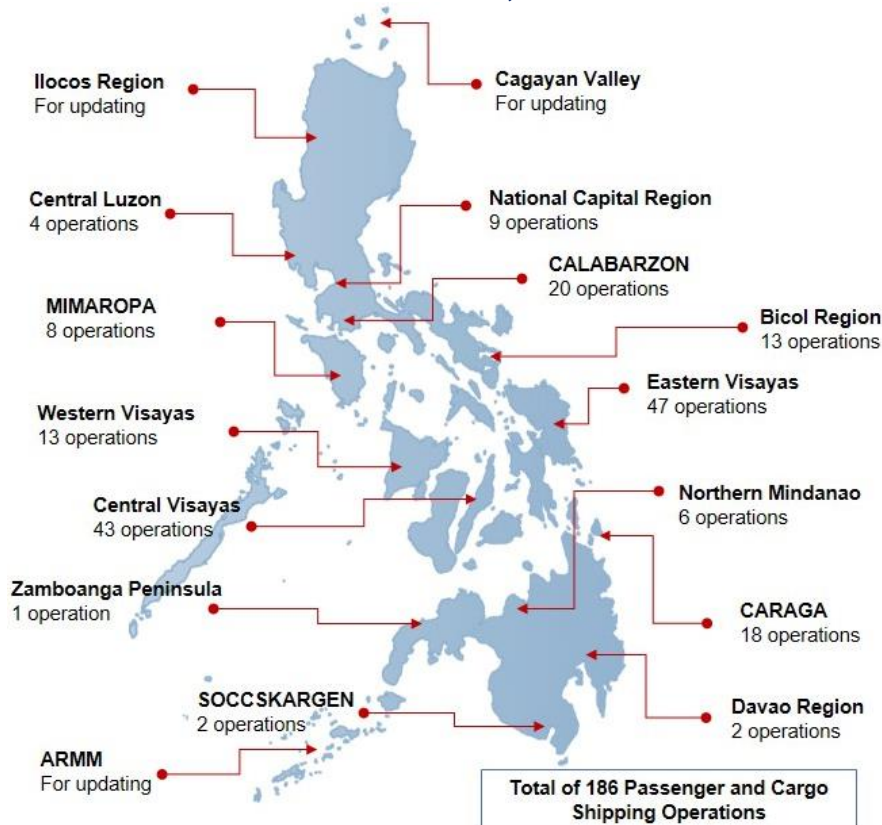 Ilocos Region
For updating
Cagayan Valley
For updating
Central Luzon
4 operations
National Capital Region
9 operations
CALABARZON
20 operations
MIMAROPA
8 operations
Bicol Region
13 operations
Eastern Visayas
47 operations
Western Visayas
13 operations
Northern Mindanao
6 operations
Central Visayas
43 operations
Zamboanga Peninsula
1 operation
CARAGA
18 operations
SOCCSKARGEN
2 operations
Davao Region
2 operations
ARMM
For updating
Total of 186 Passenger and Cargo
Shipping Operations